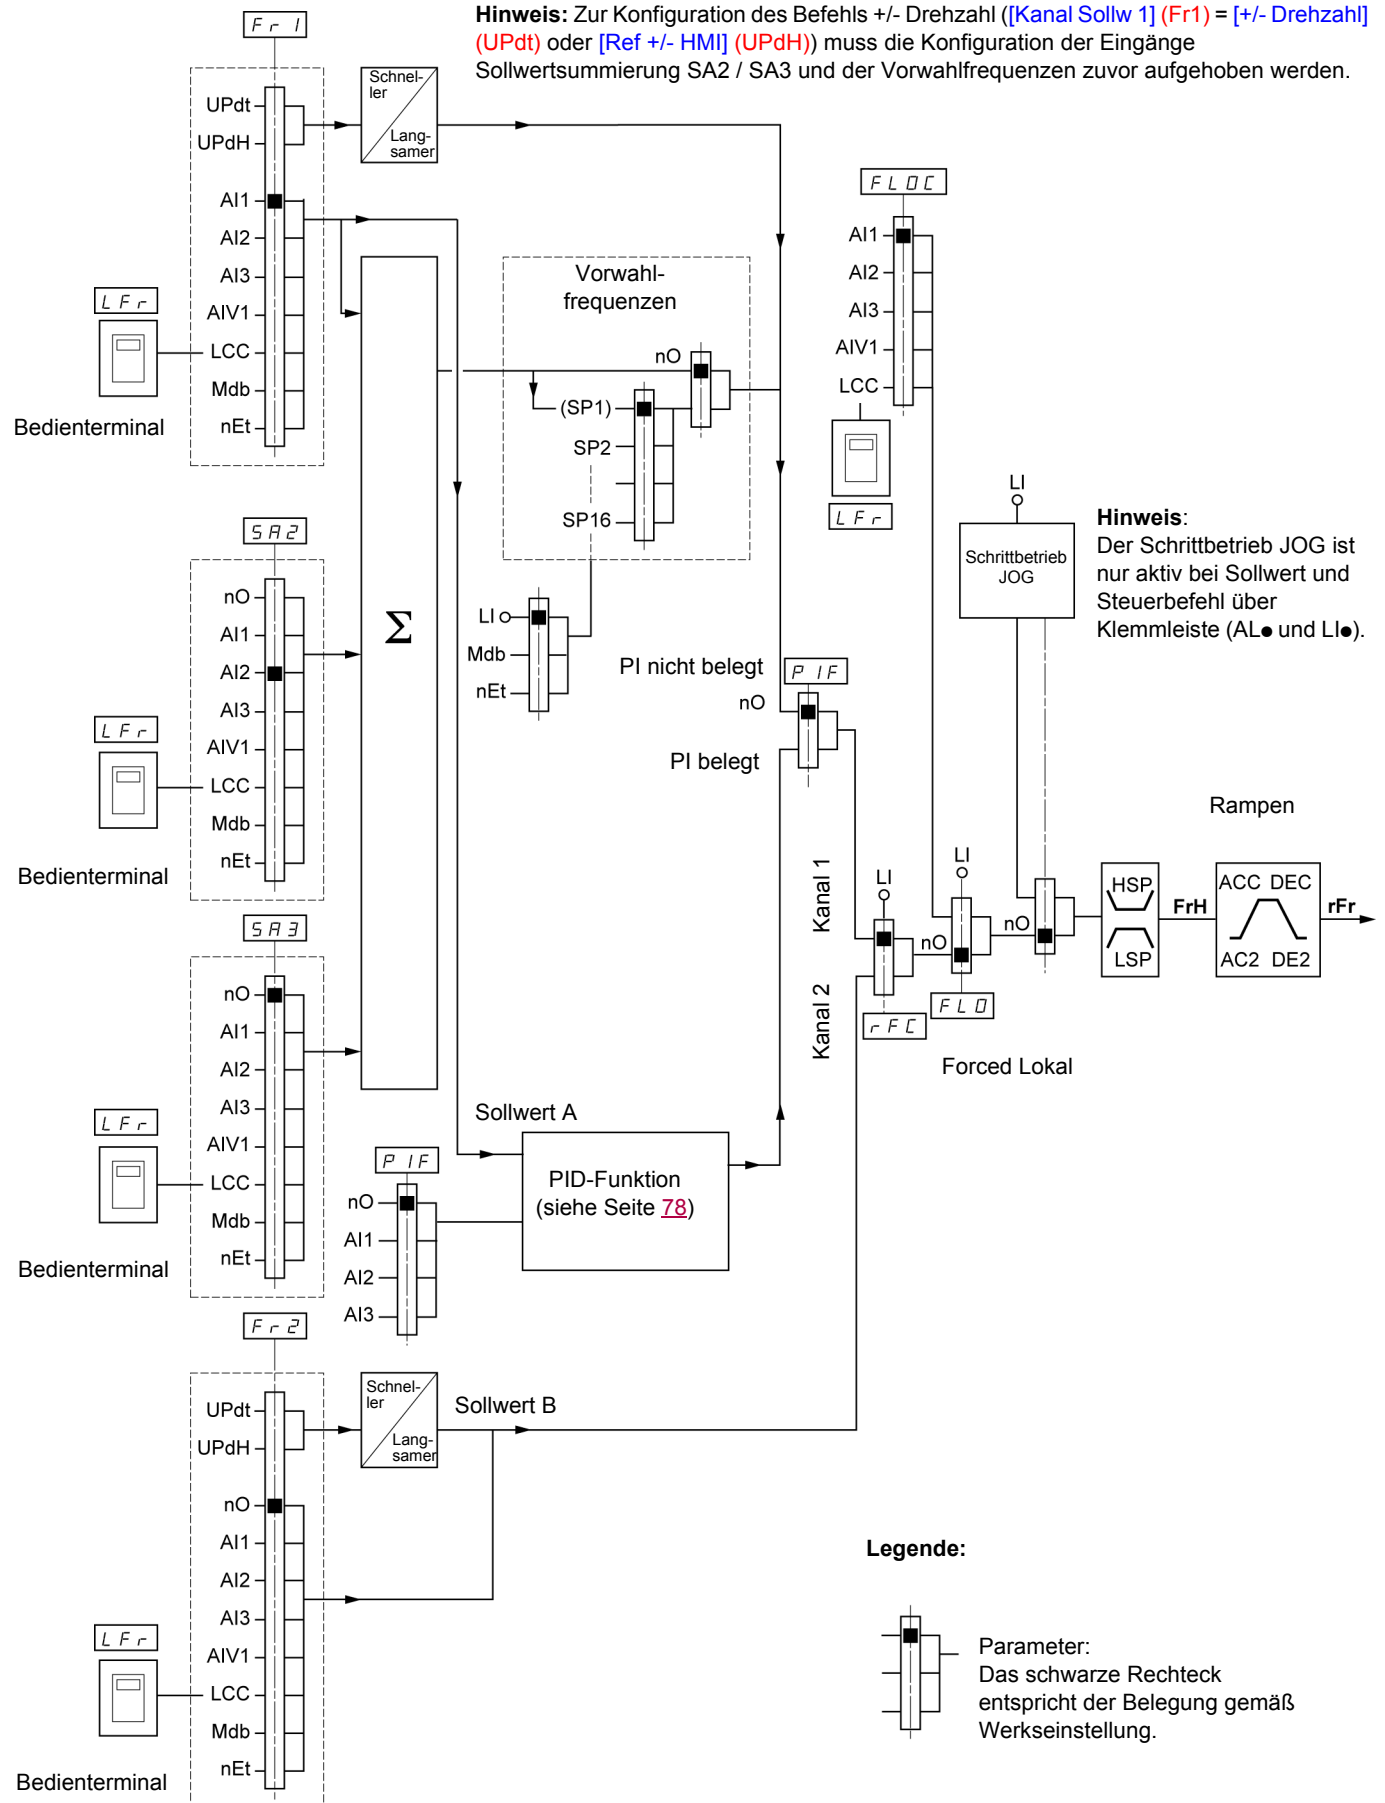 Hinweis: Zur Konfiguration des Befehls +/- Drehzahl ([Kanal Sollw 1] (Fr1) = [+/- Drehzahl]
(UPdt) oder [Ref +/- HMI] (UPdH)) muss die Konfiguration der Eingänge
Sollwertsummierung SA2 / SA3 und der Vorwahlfrequenzen zuvor aufgehoben werden.
Fr1
UPdt
UPdH
AI1
AI2
AI3
AIV1
LCC
Mdb
nEt
LFr
Bedienterminal
Schnel-
ler
Lang-
samer
SA2
nO
AI1
AI2
AI3
AIV1
LCC
Mdb
nEt
LFr
Bedienterminal
SA3
nO
AI1
AI2
AI3
AIV1
LCC
Mdb
nEt
LFr
Bedienterminal
Σ
Vorwahl-
frequenzen
nO
(SP1)
SP2
SP16
LI
Mdb
nEt
FLOC
AI1
AI2
AI3
AIV1
LCC
LFr
LI
Schrittbetrieb
JOG
Hinweis:
Der Schrittbetrieb JOG ist
nur aktiv bei Sollwert und
Steuerbefehl über
Klemmleiste (AL● und LI●).
PI nicht belegt
PIF
nO
PI belegt
Kanal 1
Kanal 2
LI
rFC
nO
LI
FLO
Forced Lokal
nO
Rampen
HSP
LSP
FrH
ACC DEC
AC2 DE2
rFr
Sollwert A
PIF
nO
AI1
AI2
AI3
PID-Funktion
(siehe Seite 78)
Fr2
UPdt
UPdH
nO
AI1
AI2
AI3
AIV1
LCC
Mdb
nEt
LFr
Bedienterminal
Schnel-
ler
Lang-
samer
Sollwert B
Legende:
Parameter:
Das schwarze Rechteck
entspricht der Belegung gemäß
Werkseinstellung.